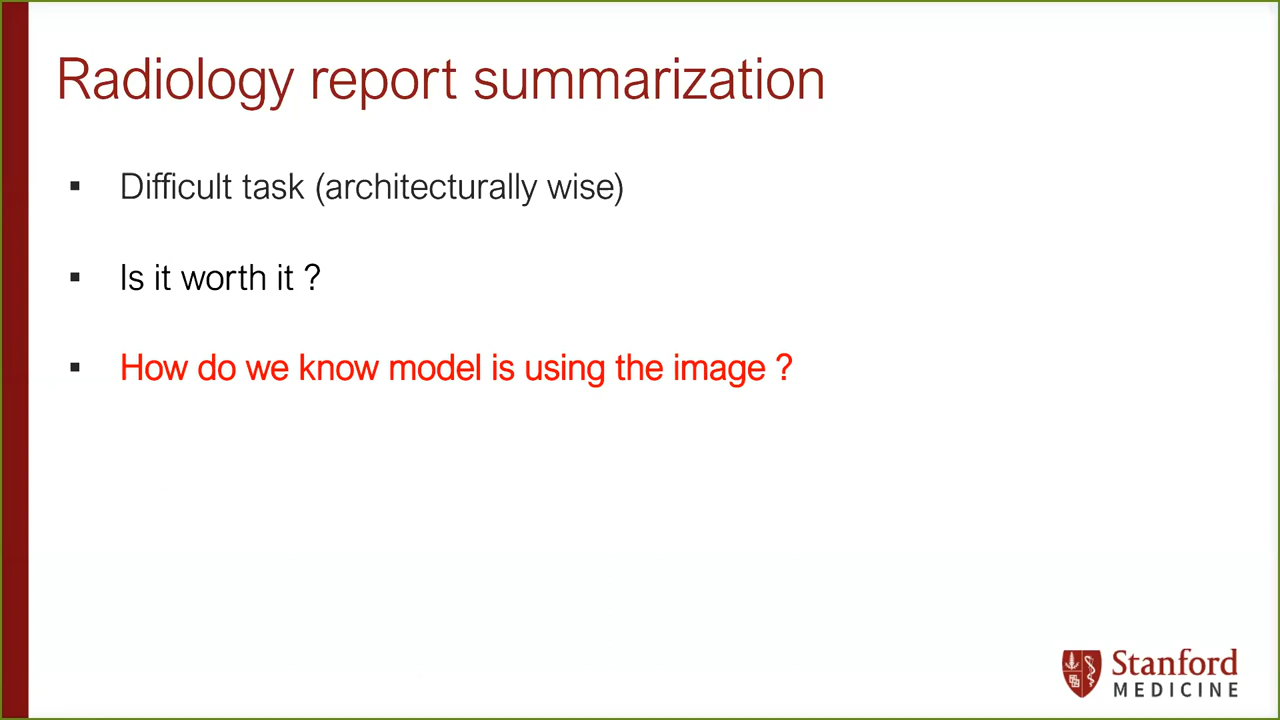 Radiology report summarization
▪ Difficult task (architecturally wise)
▪ Is it worth it ?
▪ How do we know model is using the image ?
Stanford
MEDICINE